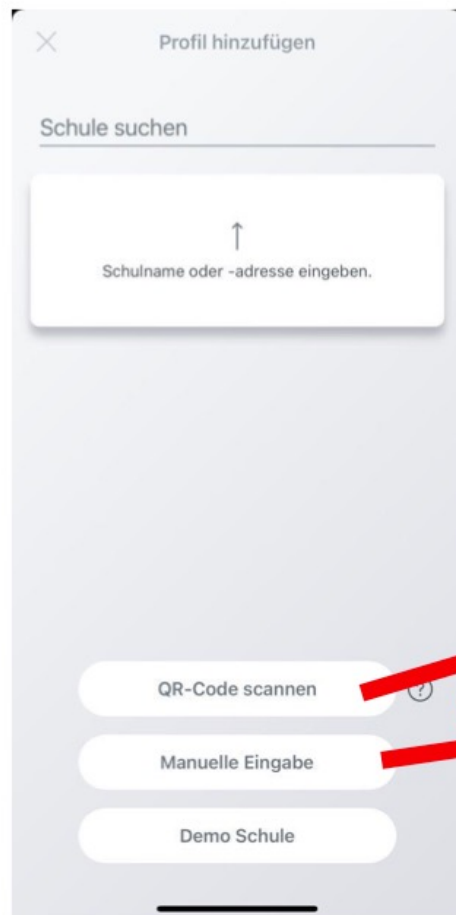 Profil hinzufügen
Schule suchen
Schulname oder -adresse eingeben.
QR-Code scannen
?
Manuelle Eingabe
Demo Schule